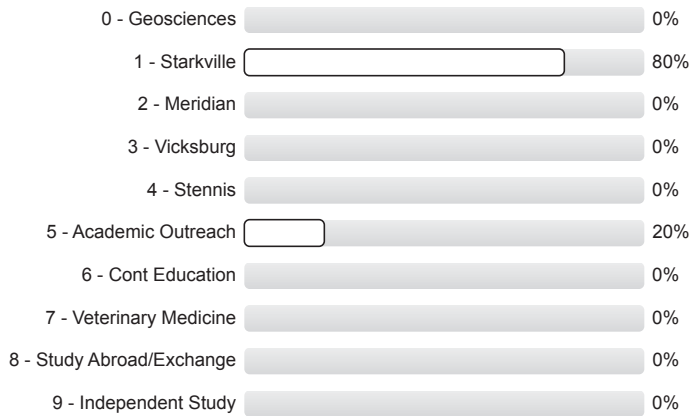 0 - Geosciences 0%
1 - Starkville 80%
2 - Meridian 0%
3 - Vicksburg 0%
4 - Stennis 0%
5 - Academic Outreach 20%
6 - Cont Education 0%
7 - Veterinary Medicine 0%
8 - Study Abroad/Exchange 0%
9 - Independent Study 0%